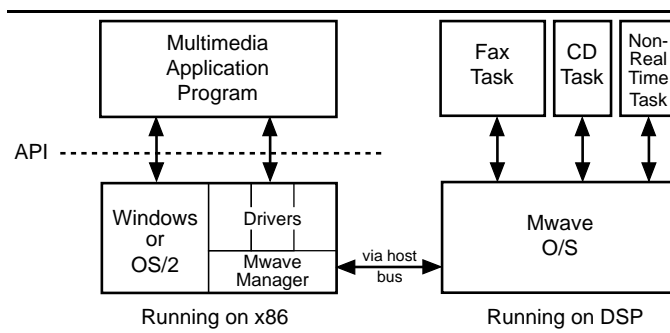 Multimedia
Application
Program
Fax
Task
CD
Task
Non-
Real
Time
Task
API
Windows
or
OS/2
Drivers
Mwave
Manager
via host
bus
Mwave
O/S
Running on x86
Running on DSP